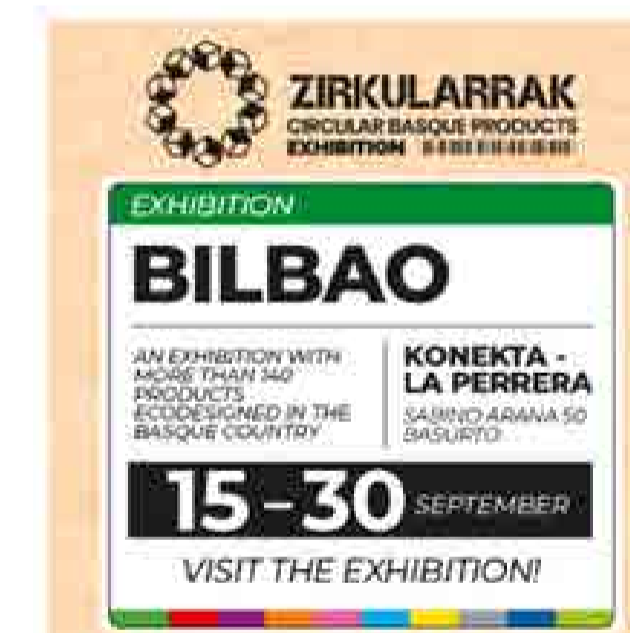 ZIRKULARRAK
CIRCULAR BASQUE PRODUCTS
EXHIBITION
EXHIBITION
BILBAO
AN EXHIBITION WITH
MORE THAN 140
PRODUCTS
ECODESIGNED IN THE
BASQUE COUNTRY
KONEKTA -
LA PERRERA
SABINO ARANA 50
BASURTO
15 – 30 SEPTEMBER
VISIT THE EXHIBITION!